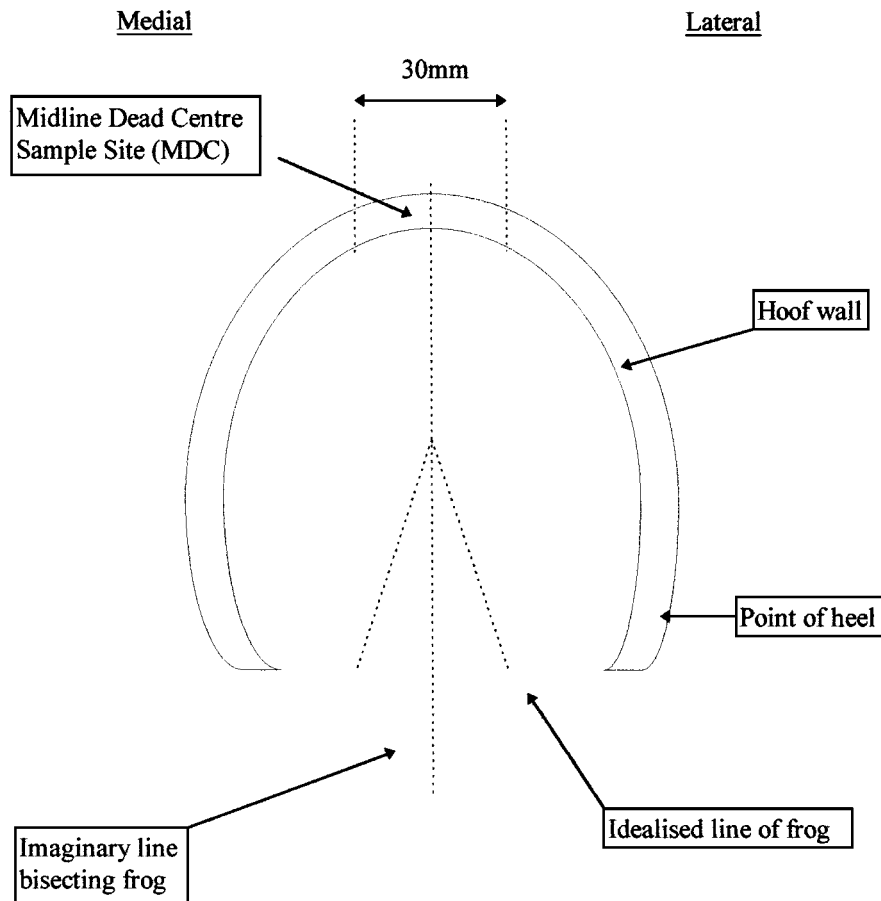 Medial
Lateral
30mm
Midline Dead Centre
Sample Site (MDC)
Hoof wall
Point of heel
Idealised line of frog
Imaginary line
bisecting frog